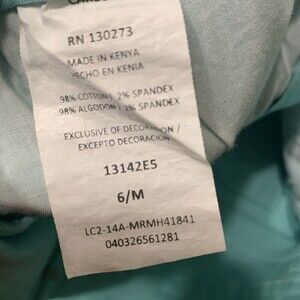 RN 130273
MADE IN KENYA
HECHO EN KENIA
98% COTTON / 2% SPANDEX
98% ALGODON / 2% SPANDEX
EXCLUSIVE OF DECORATION /
EXCEPTO DECORACION
13142E5
6/M
LC2-14A-MRMH41841
040326561281